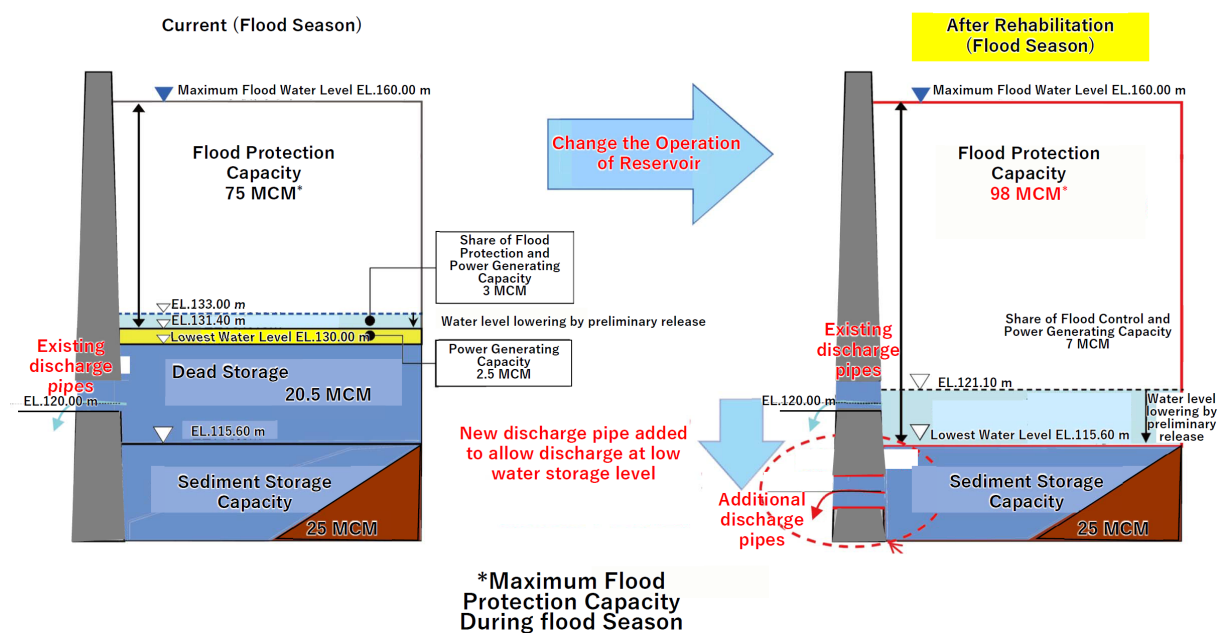 Current (Flood Season)
Maximum Flood Water Level EL.160.00 m
Flood Protection
Capacity
75 MCM*
Share of Flood
Protection and
Power Generating
Capacity
3 MCM
EL.133.00 m
EL.131.40 m
Water level lowering by preliminary release
Lowest Water Level EL.130.00 m
Power Generating
Capacity
2.5 MCM
Existing
discharge
pipes
Dead Storage
20.5 MCM
EL.120.00 m
EL.115.60 m
Sediment Storage
Capacity
25 MCM
Change the Operation
of Reservoir
New discharge pipe added
to allow discharge at low
water storage level
After Rehabilitation
(Flood Season)
Maximum Flood Water Level EL.160.00 m
Flood Protection
Capacity
98 MCM*
Share of Flood Control and
Power Generating Capacity
7 MCM
Existing
discharge
pipes
EL.121.10 m
EL.120.00 m
Water level
lowering by
preliminary
release
Lowest Water Level EL.115.60 m
Sediment Storage
Capacity
25 MCM
Additional
discharge
pipes
*Maximum Flood
Protection Capacity
During flood Season